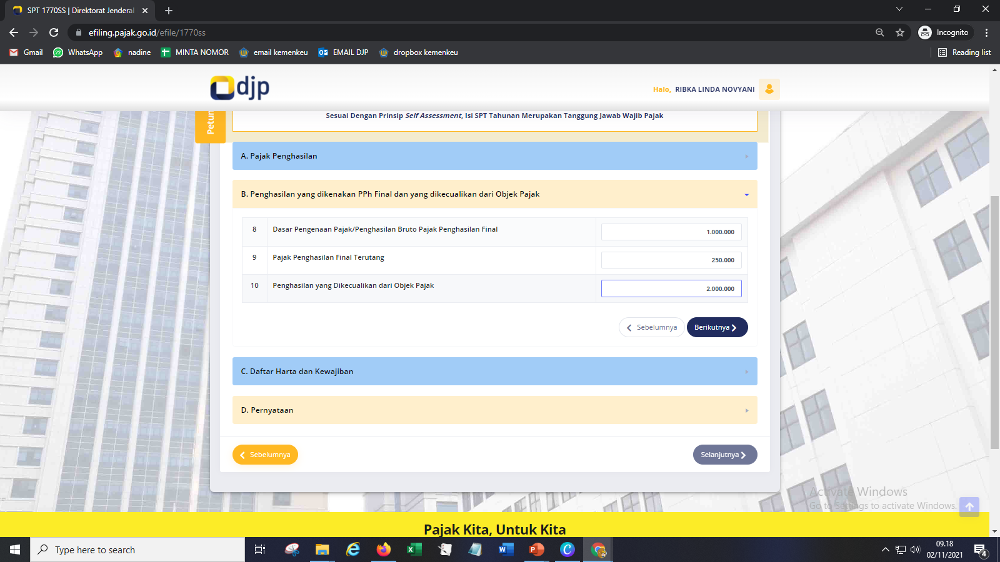 SPT 1770SS | Direktorat Jenderal
efiling.pajak.go.id/efile/1770ss
Incognito
Gmail
22
WhatsApp
nadine
MINTA NOMOR
email kemenkeu
EMAIL DJP
dropbox kemenkeu
Reading list
djp
Halo, RIBKA LINDA NOVYANI
Petun
Sesuai Dengan Prinsip Self Assessment, Isi SPT Tahunan Merupakan Tanggung Jawab Wajib Pajak
A. Pajak Penghasilan
B. Penghasilan yang dikenakan PPh Final dan yang dikecualikan dari Objek Pajak
8 Dasar Pengenaan Pajak/Penghasilan Bruto Pajak Penghasilan Final 1.000.000
9 Pajak Penghasilan Final Terutang 250.000
10 Penghasilan yang Dikecualikan dari Objek Pajak 2.000.000
Sebelumnya Berikutnya
C. Daftar Harta dan Kewajiban
D. Pernyataan
Sebelumnya Selanjutnya
Activate Windows
Go to Settings to activate Windows.
Pajak Kita, Untuk Kita
Type here to search
09.18
02/11/2021
4